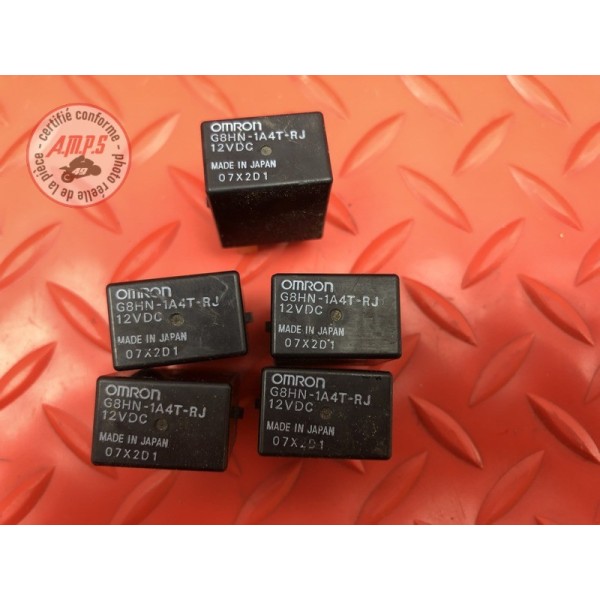 certifié conforme
A.M.P.S
49
photo réelle de la pièce
OMRON
G8HN-1A4T-RJ
12VDC
MADE IN JAPAN
07X2D1
OMRON
G8HN-1A4T-RJ
12VDC
MADE IN JAPAN
07X2D1
OMRON
G8HN-1A4T-RJ
12VDC
MADE IN JAPAN
07X2D1
OMRON
G8HN-1A4T-RJ
12VDC
MADE IN JAPAN
07X2D1
OMRON
G8HN-1A4T-RJ
12VDC
MADE IN JAPAN
07X2D1